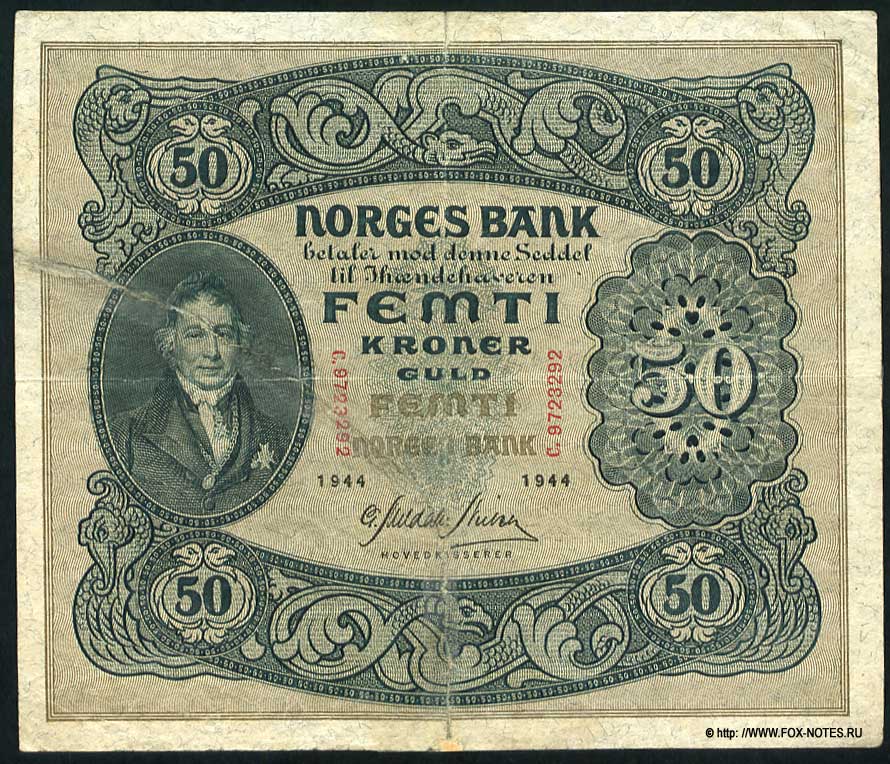 50 50
NORGES BANK
betaler mod denne Seddel
til Ihændehaveren
FEMTI
KRONER
GULD
FEMTI
NORGES BANK
C.9723292 C.9723292
50
1944 1944
HOVEDKASSERER
50 50
© http: //WWW.FOX-NOTES.RU